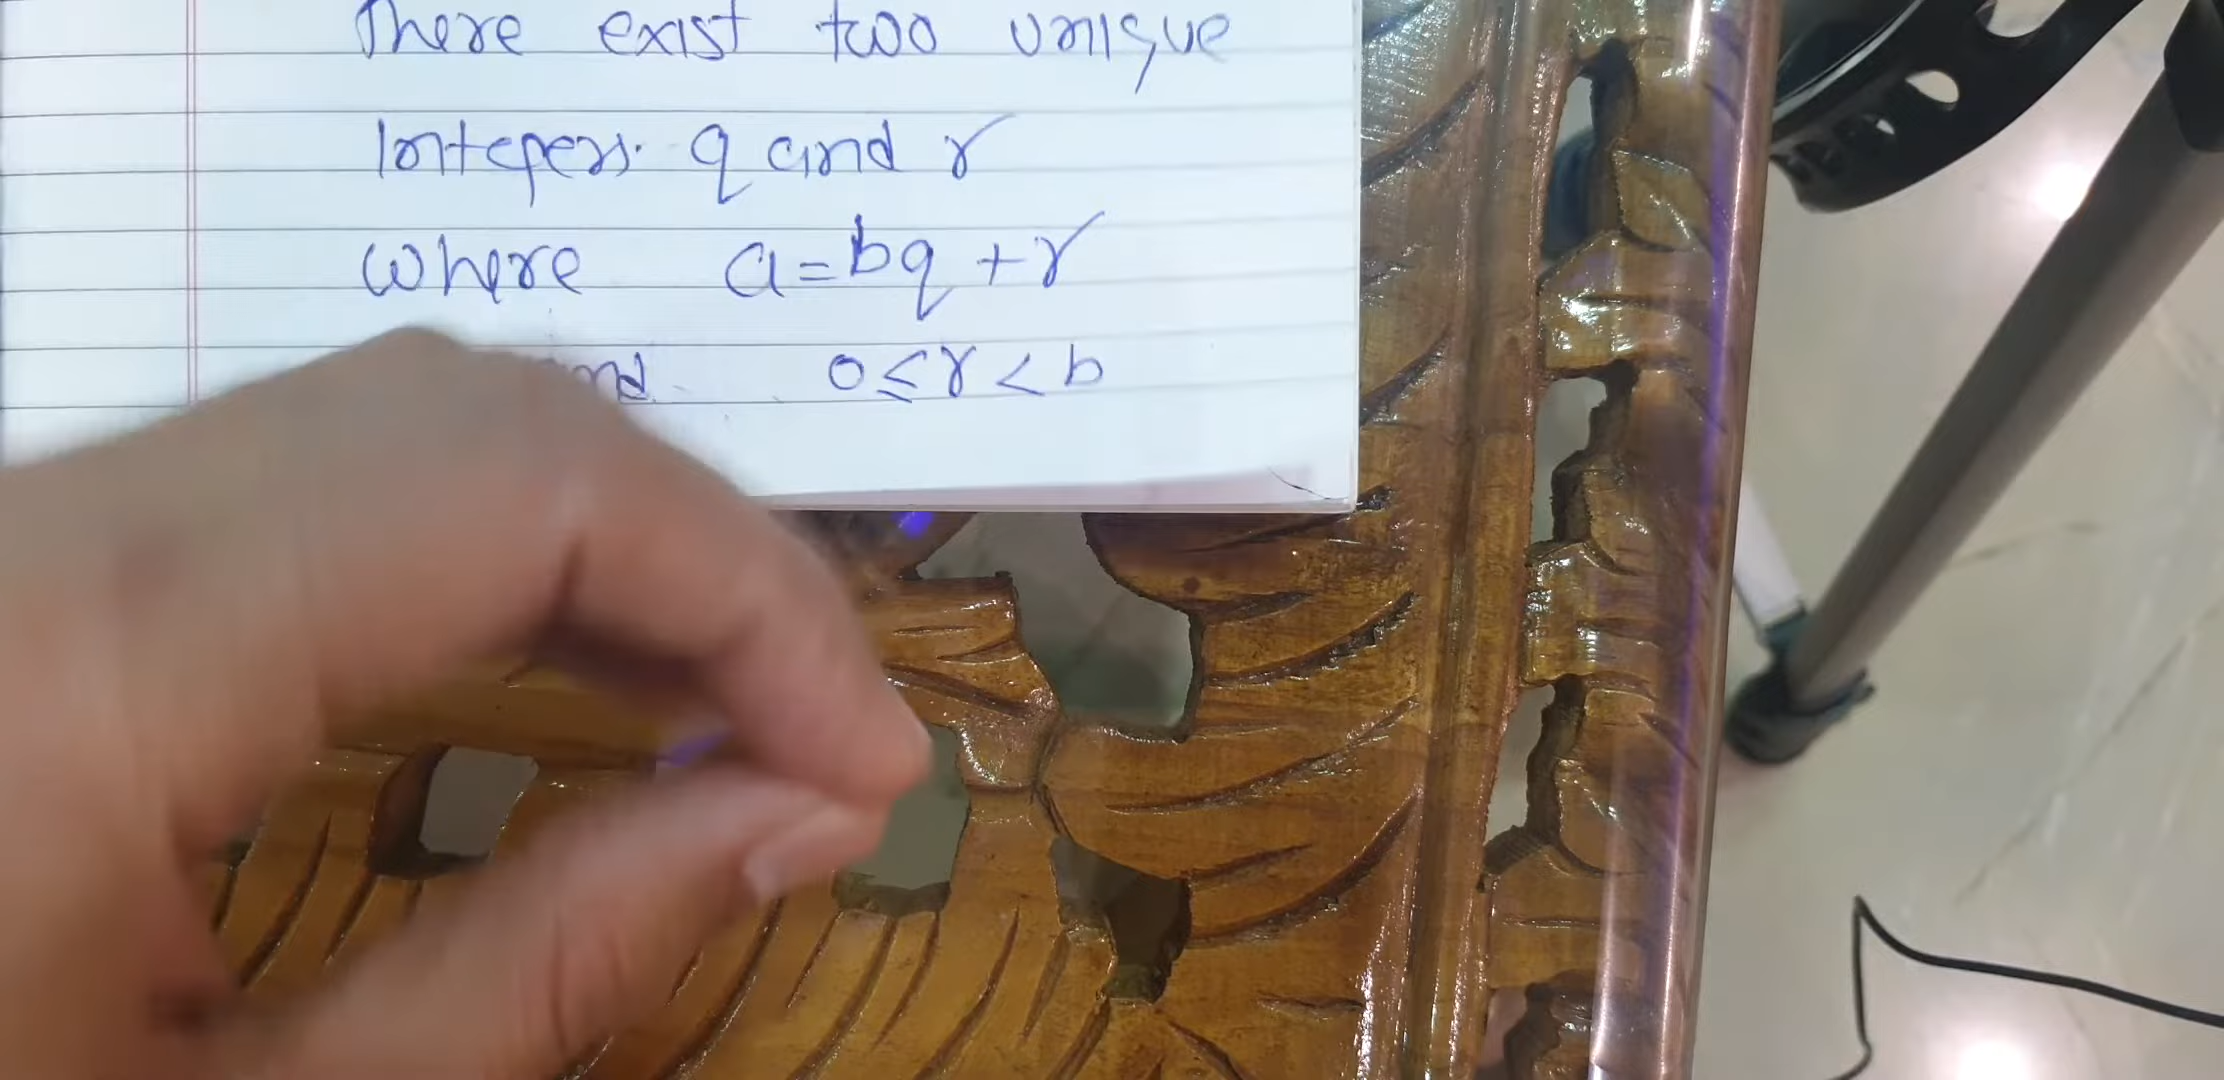 There exist two unique
Integers. q and r
where a = bq + r
0 ≤ r < b